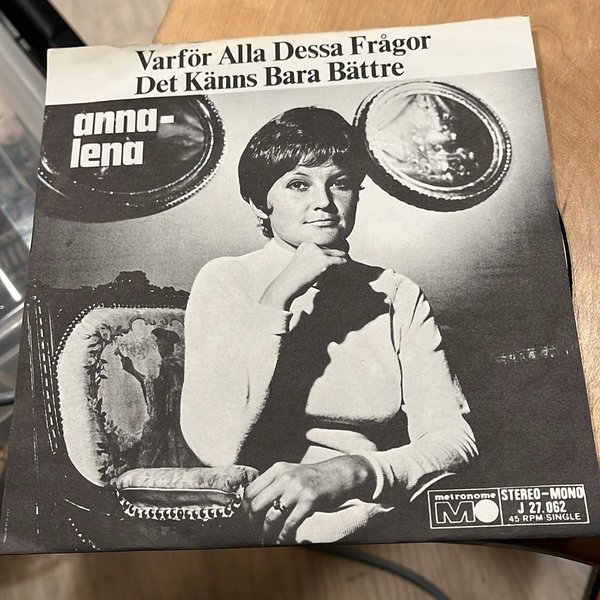 Varför Alla Dessa Frågor
Det Känns Bara Bättre
anna-
lena
metronome
M
STEREO-MONO
J 27.062
45 RPM·SINGLE